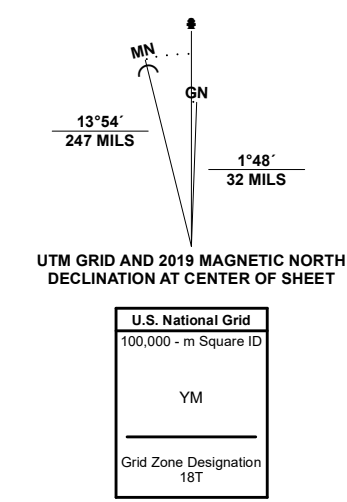 MN
GN
13°54´
247 MILS
1°48´
32 MILS
UTM GRID AND 2019 MAGNETIC NORTH
DECLINATION AT CENTER OF SHEET
U.S. National Grid
100,000 - m Square ID
YM
Grid Zone Designation
18T